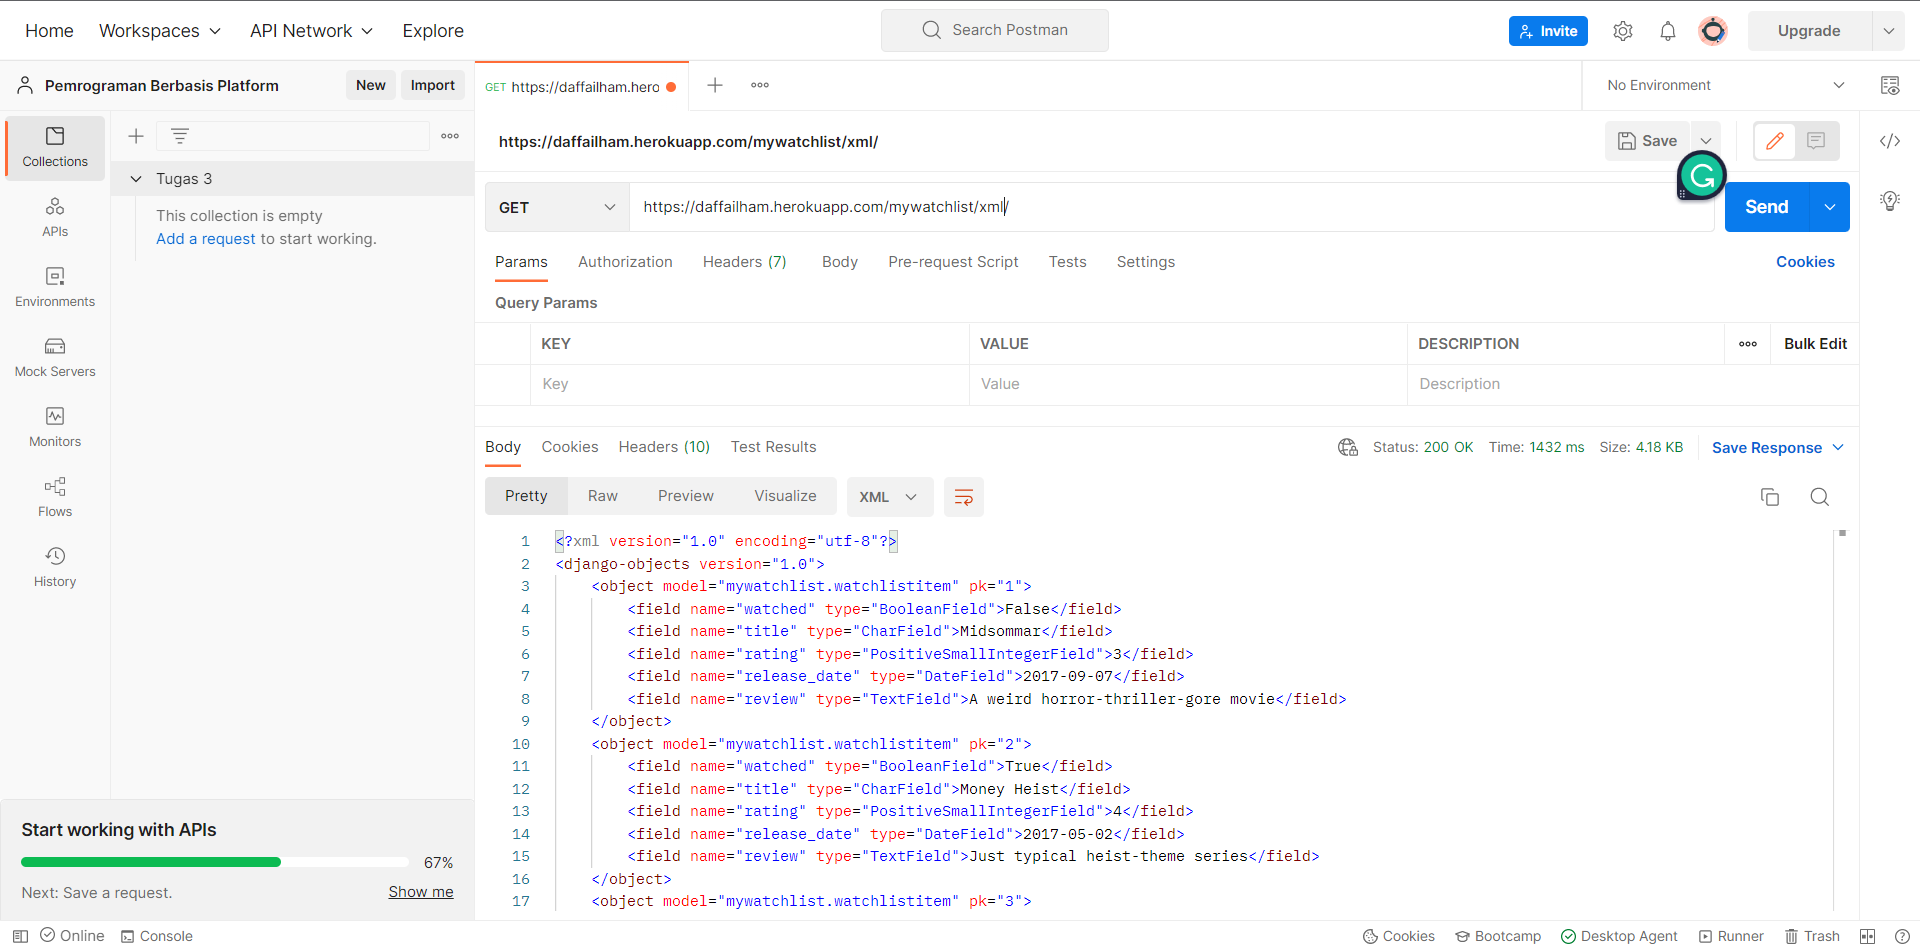 Home Workspaces API Network Explore Search Postman Invite Upgrade
Pemrograman Berbasis Platform New Import GET https://daffailham.hero No Environment
Collections
APIs
Environments
Mock Servers
Monitors
Flows
History
Tugas 3
This collection is empty
Add a request to start working.
https://daffailham.herokuapp.com/mywatchlist/xml/ Save
GET https://daffailham.herokuapp.com/mywatchlist/xml/ Send
Params Authorization Headers (7) Body Pre-request Script Tests Settings Cookies
Query Params
KEY VALUE DESCRIPTION Bulk Edit
Key Value Description
Body Cookies Headers (10) Test Results Status: 200 OK Time: 1432 ms Size: 4.18 KB Save Response
Pretty Raw Preview Visualize XML
1 <?xml version="1.0" encoding="utf-8"?>
2 <django-objects version="1.0">
3 <object model="mywatchlist.watchlistitem" pk="1">
4 <field name="watched" type="BooleanField">False</field>
5 <field name="title" type="CharField">Midsommar</field>
6 <field name="rating" type="PositiveSmallIntegerField">3</field>
7 <field name="release_date" type="DateField">2017-09-07</field>
8 <field name="review" type="TextField">A weird horror-thriller-gore movie</field>
9 </object>
10 <object model="mywatchlist.watchlistitem" pk="2">
11 <field name="watched" type="BooleanField">True</field>
12 <field name="title" type="CharField">Money Heist</field>
13 <field name="rating" type="PositiveSmallIntegerField">4</field>
14 <field name="release_date" type="DateField">2017-05-02</field>
15 <field name="review" type="TextField">Just typical heist-theme series</field>
16 </object>
17 <object model="mywatchlist.watchlistitem" pk="3">
Start working with APIs
67%
Next: Save a request. Show me
Online Console Cookies Bootcamp Desktop Agent Runner Trash